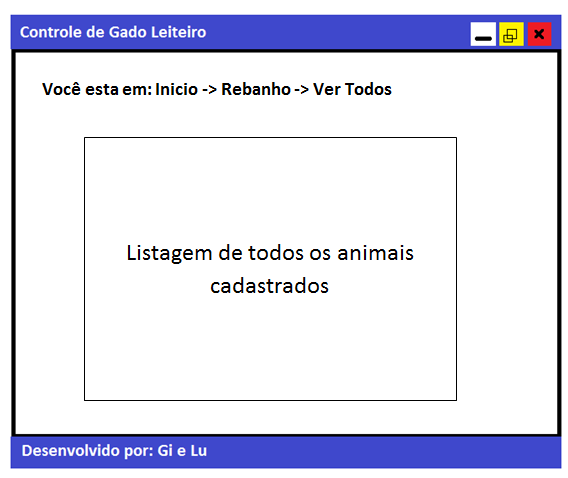 Controle de Gado Leiteiro
Você esta em: Inicio -> Rebanho -> Ver Todos
Listagem de todos os animais
cadastrados
Desenvolvido por: Gi e Lu